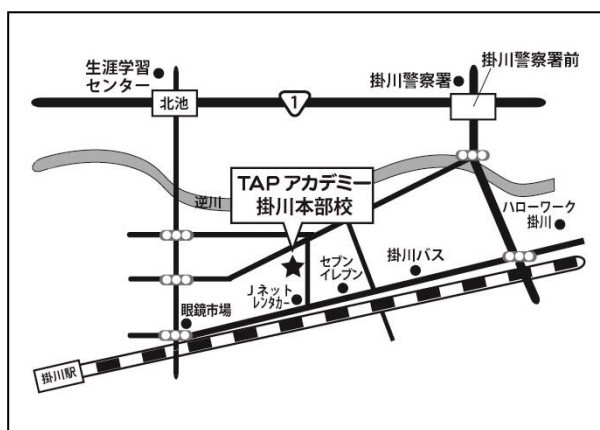 生涯学習
センター
北池
1
掛川警察署
掛川警察署前
逆川
TAP アカデミー
掛川本部校
ハローワーク
掛川
掛川バス
セブン
イレブン
Jネット
レンタカー
眼鏡市場
掛川駅